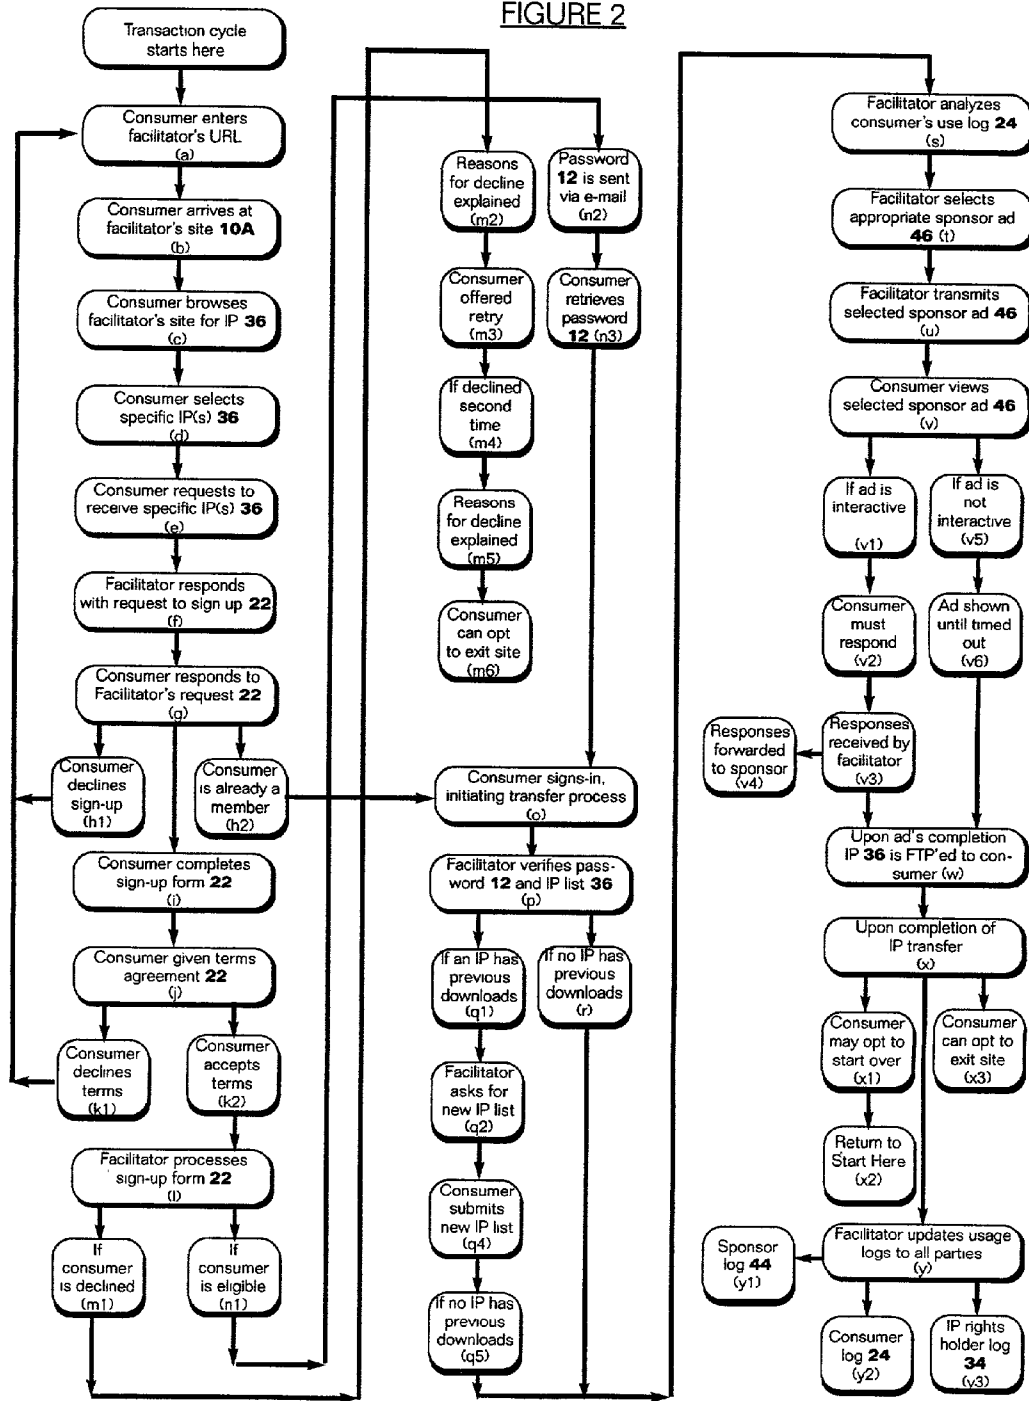 FIGURE 2
Transaction cycle
starts here
Consumer enters
facilitator's URL
(a)
Consumer arrives at
facilitator's site 10A
(b)
Consumer browses
facilitator's site for IP 36
(c)
Consumer selects
specific IP(s) 36
(d)
Consumer requests to
receive specific IP(s) 36
(e)
Facilitator responds
with request to sign up 22
(f)
Consumer responds to
Facilitator's request 22
(g)
Consumer
declines
sign-up
(h1)
Consumer
is already a
member
(h2)
Consumer completes
sign-up form 22
(i)
Consumer given terms
agreement 22
(j)
Consumer
declines
terms
(k1)
Consumer
accepts
terms
(k2)
Facilitator processes
sign-up form 22
(l)
If
consumer
is declined
(m1)
If
consumer
is eligible
(n1)
Reasons
for decline
explained
(m2)
Consumer
offered
retry
(m3)
If declined
second
time
(m4)
Reasons
for decline
explained
(m5)
Consumer
can opt
to exit site
(m6)
Password
12 is sent
via e-mail
(n2)
Consumer
retrieves
password
12 (n3)
Consumer signs-in,
initiating transfer process
(o)
Facilitator verifies pass-
word 12 and IP list 36
(p)
If an IP has
previous
downloads
(q1)
If no IP has
previous
downloads
(r)
Facilitator
asks for
new IP list
(q2)
Consumer
submits
new IP list
(q4)
If no IP has
previous
downloads
(q5)
Facilitator analyzes
consumer's use log 24
(s)
Facilitator selects
appropriate sponsor ad
46 (t)
Facilitator transmits
selected sponsor ad 46
(u)
Consumer views
selected sponsor ad 46
(v)
If ad is
interactive
(v1)
If ad is
not
interactive
(v5)
Consumer
must
respond
(v2)
Ad shown
until timed
out
(v6)
Responses
received by
facilitator
(v3)
Responses
forwarded
to sponsor
(v4)
Upon ad's completion
IP 36 is FTP'ed to con-
sumer (w)
Upon completion of
IP transfer
(x)
Consumer
may opt to
start over
(x1)
Consumer
can opt to
exit site
(x3)
Return to
Start Here
(x2)
Facilitator updates usage
logs to all parties
(y)
Sponsor
log 44
(y1)
Consumer
log 24
(y2)
IP rights
holder log
34
(y3)